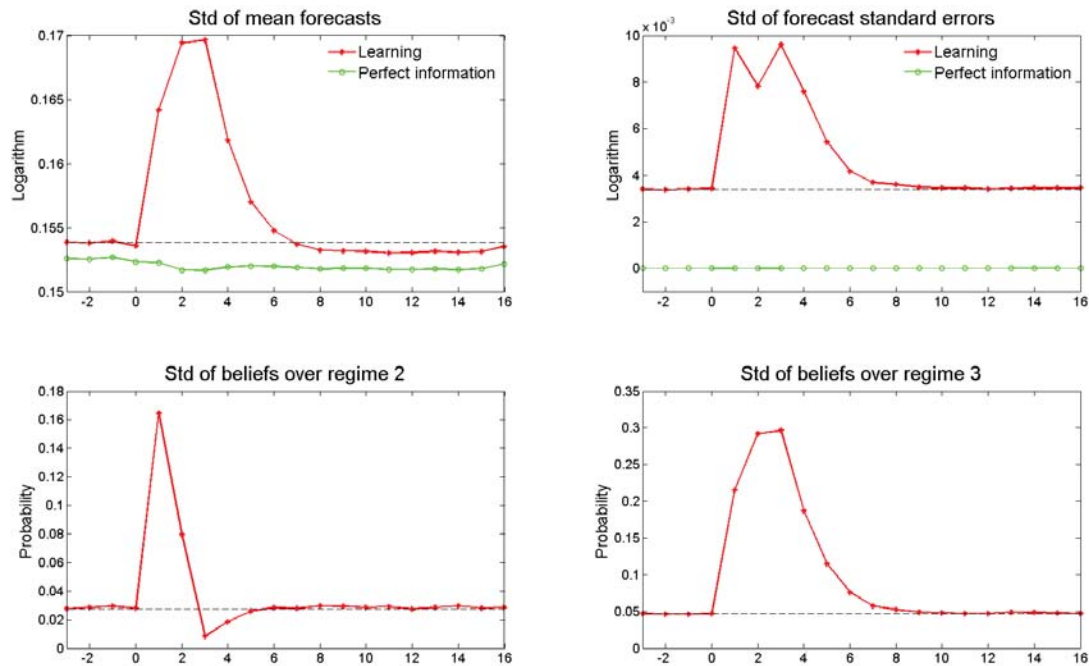 Std of mean forecasts
0.17
0.165
0.16
0.155
0.15
Logarithm
Learning
Perfect information
-2 0 2 4 6 8 10 12 14 16
Std of forecast standard errors
10 x 10⁻³
8
6
4
2
0
Logarithm
Learning
Perfect information
-2 0 2 4 6 8 10 12 14 16
Std of beliefs over regime 2
0.18
0.16
0.14
0.12
0.1
0.08
0.06
0.04
0.02
0
Probability
-2 0 2 4 6 8 10 12 14 16
Std of beliefs over regime 3
0.35
0.3
0.25
0.2
0.15
0.1
0.05
0
Probability
-2 0 2 4 6 8 10 12 14 16